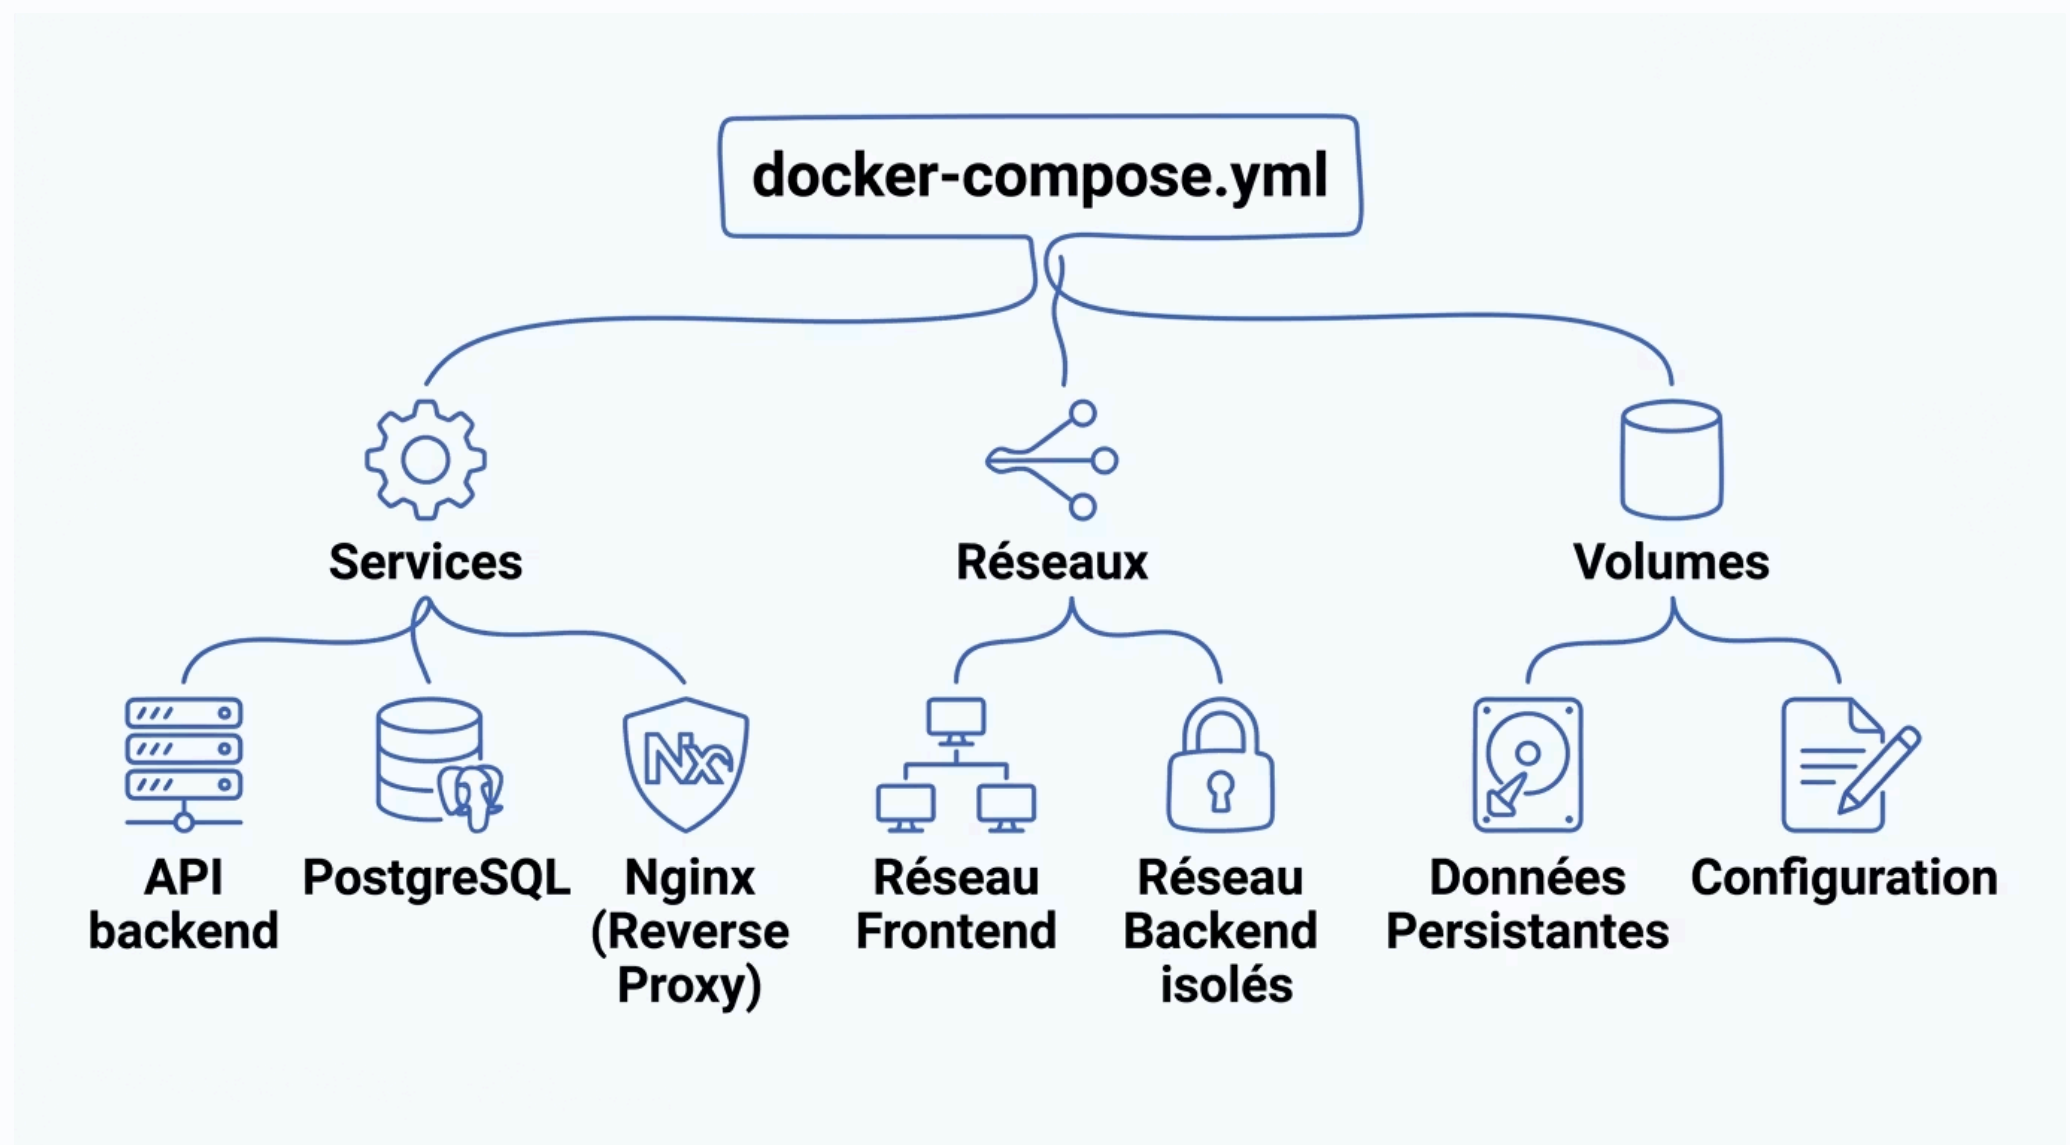 docker-compose.yml
Services
Réseaux
Volumes
Nx
API
backend
PostgreSQL
Nginx
(Reverse
Proxy)
Réseau
Frontend
Réseau
Backend
isolés
Données
Persistantes
Configuration